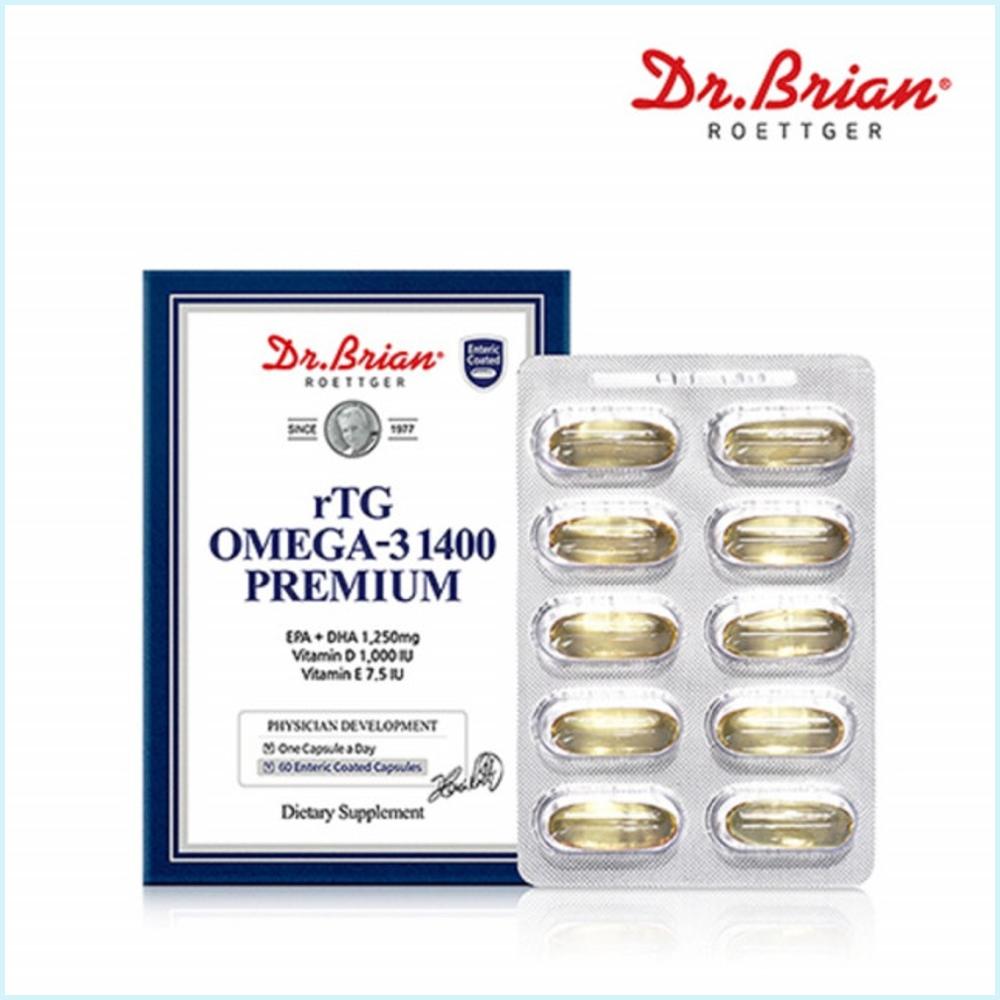 Dr.Brian®
ROETTGER
Dr.Brian®
ROETTGER
Enteric
Coated
SINCE 1977
rTG
OMEGA-3 1400
PREMIUM
EPA + DHA 1,250mg
Vitamin D 1,000 IU
Vitamin E 7.5 IU
PHYSICIAN DEVELOPMENT
One Capsule a Day
60 Enteric Coated Capsules
Dietary Supplement